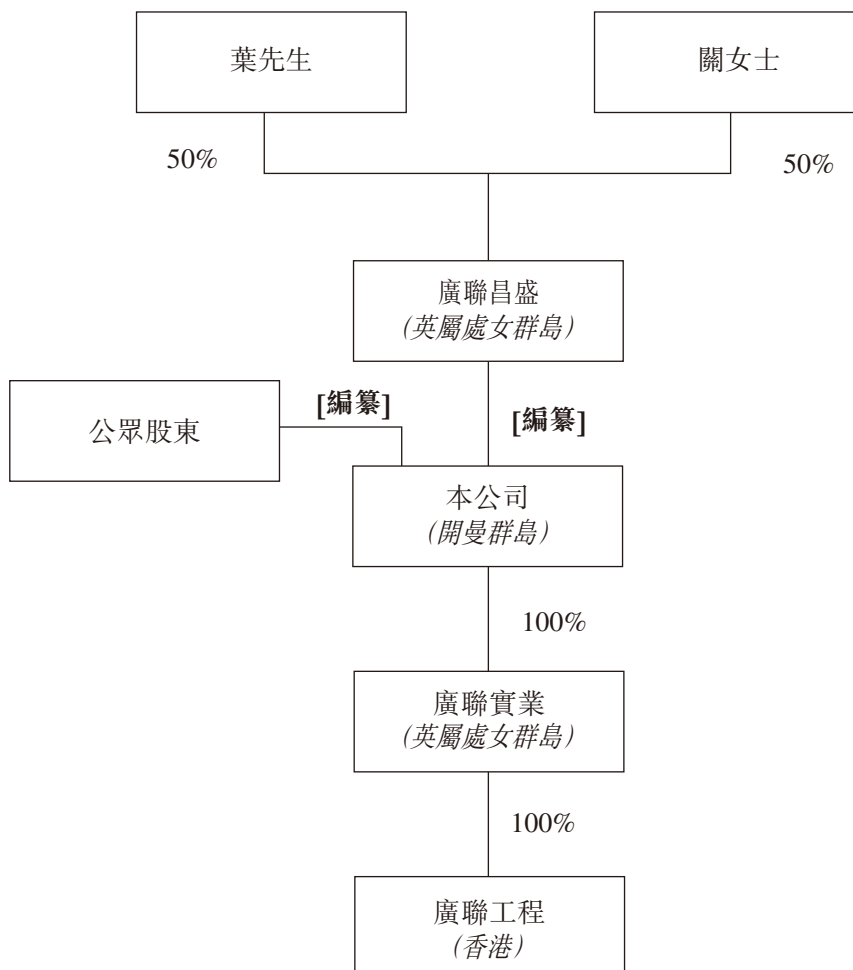 葉先生
關女士
50%
50%
廣聯昌盛
(英屬處女群島)
[編纂]
[編纂]
公眾股東
本公司
(開曼群島)
100%
廣聯實業
(英屬處女群島)
100%
廣聯工程
(香港)